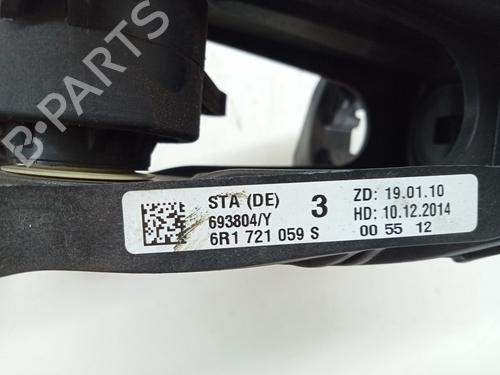 B-PARTS
STA (DE)
693804/Y
6R1 721 059 S
3
ZD: 19.01.10
HD: 10.12.2014
00 55 12